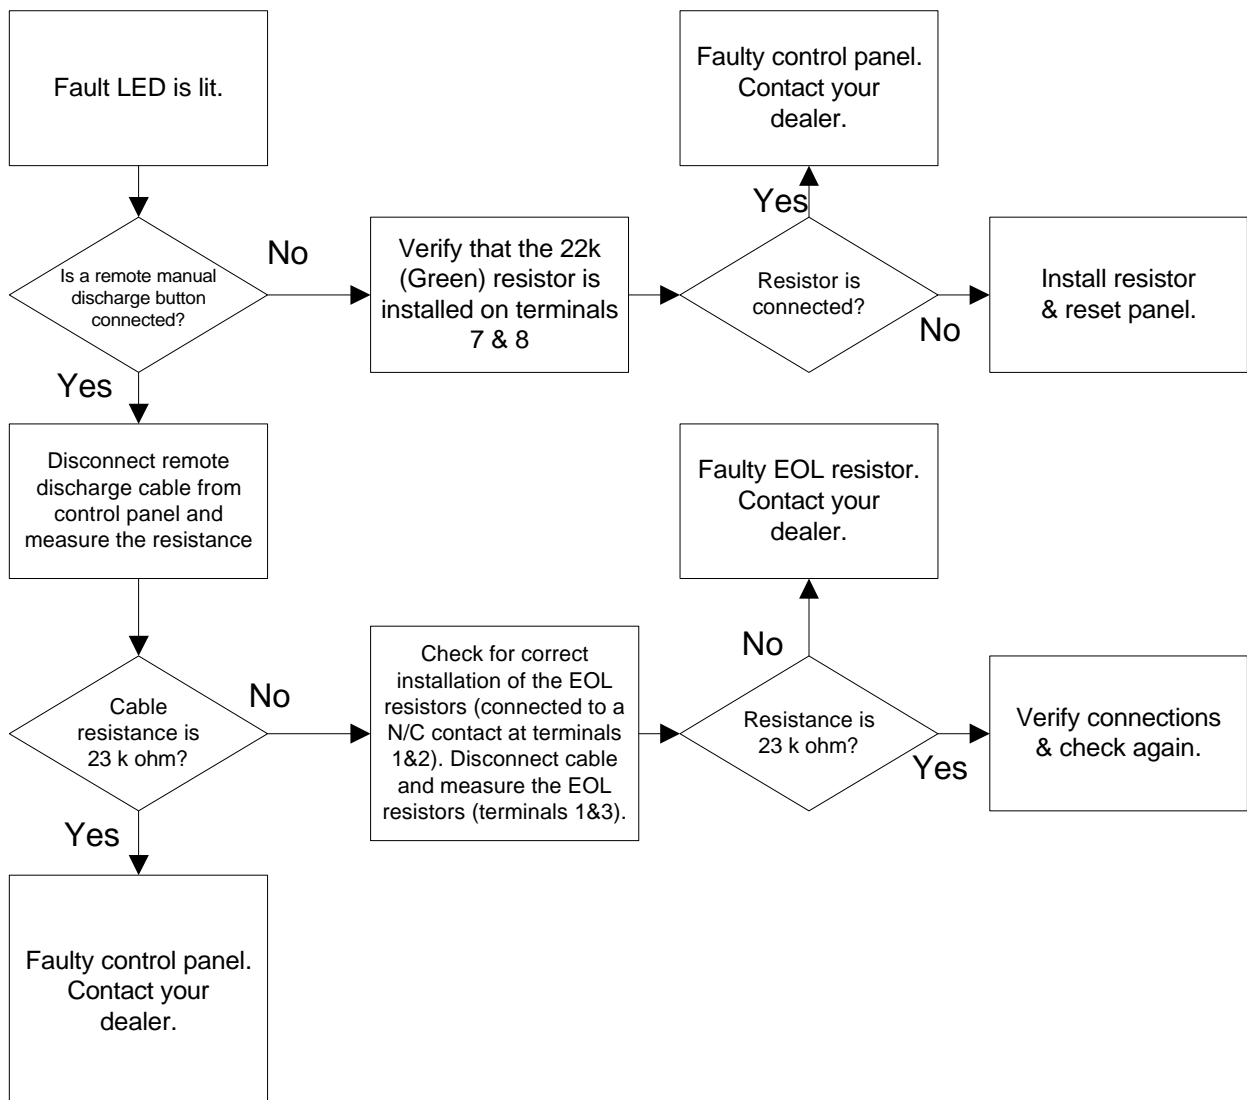 Fault LED is lit.
Faulty control panel.
Contact your
dealer.
Yes
Is a remote manual
discharge button
connected?
No
Verify that the 22k
(Green) resistor is
installed on terminals
7 & 8
Resistor is
connected?
No
Install resistor
& reset panel.
Yes
Disconnect remote
discharge cable from
control panel and
measure the resistance
Faulty EOL resistor.
Contact your
dealer.
No
Cable
resistance is
23 k ohm?
No
Check for correct
installation of the EOL
resistors (connected to a
N/C contact at terminals
1&2). Disconnect cable
and measure the EOL
resistors (terminals 1&3).
Resistance is
23 k ohm?
Yes
Verify connections
& check again.
Yes
Faulty control panel.
Contact your
dealer.